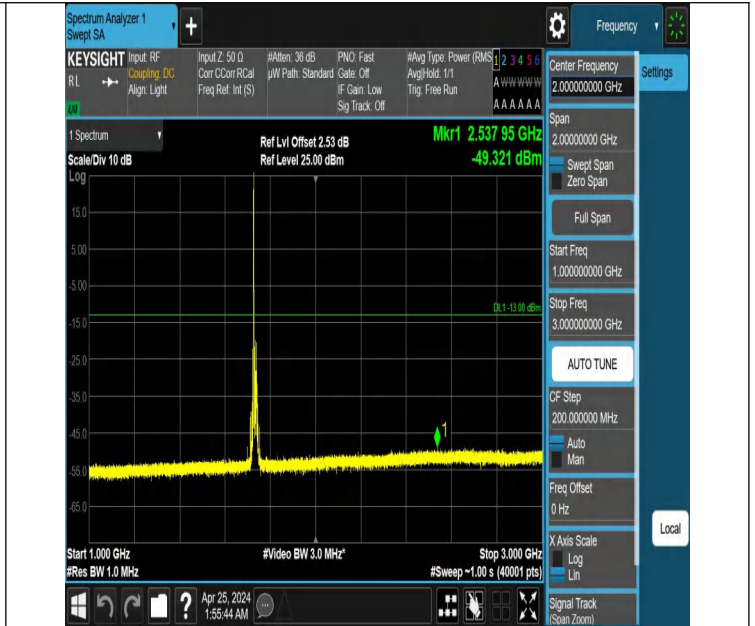 Spectrum Analyzer 1
Swept SA
+
Frequency
KEYSIGHT
RL
LXI
Input: RF
Coupling: DC
Align: Light
Input Z: 50 Ω
Corr CCorr RCal
Freq Ref: Int (S)
#Atten: 36 dB
µW Path: Standard
PNO: Fast
Gate: Off
IF Gain: Low
Sig Track: Off
#Avg Type: Power (RMS
Avg|Hold: 1/1
Trig: Free Run
1 2 3 4 5 6
A W W W W W
A A A A A A
1 Spectrum
Scale/Div 10 dB
Ref Lvl Offset 2.53 dB
Ref Level 25.00 dBm
Mkr1 2.537 95 GHz
-49.321 dBm
Log
15.0
5.00
-5.00
DL1 -13.00 dBm
-15.0
-25.0
-35.0
-45.0
1
-55.0
-65.0
Start 1.000 GHz
#Res BW 1.0 MHz
#Video BW 3.0 MHz*
Stop 3.000 GHz
#Sweep ~1.00 s (40001 pts)
Center Frequency
2.000000000 GHz
Settings
Span
2.00000000 GHz
Swept Span
Zero Span
Full Span
Start Freq
1.000000000 GHz
Stop Freq
3.000000000 GHz
AUTO TUNE
CF Step
200.000000 MHz
Auto
Man
Freq Offset
0 Hz
X Axis Scale
Log
Lin
Local
Signal Track
(Span Zoom)
?
Apr 25, 2024
1:55:44 AM